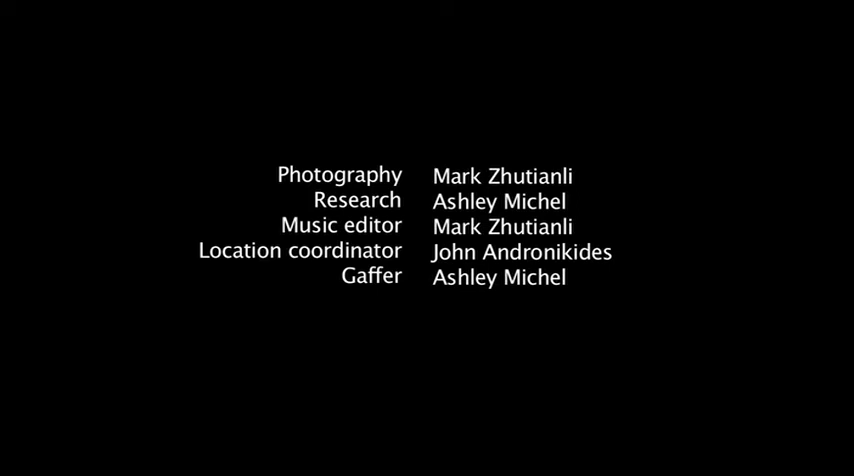 Photography Mark Zhutianli
Research Ashley Michel
Music editor Mark Zhutianli
Location coordinator John Andronikides
Gaffer Ashley Michel